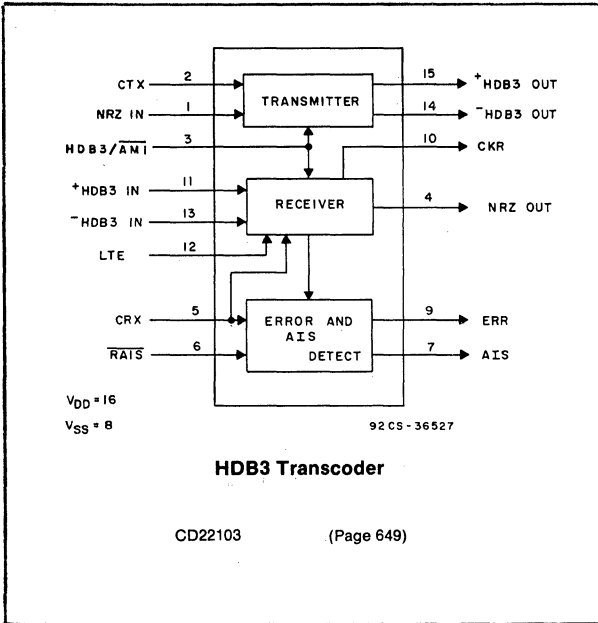 CTX 2 TRANSMITTER 15 +HDB3 OUT
NRZ IN 1 14 -HDB3 OUT
HDB3/A̅M̅I̅ 3 10 CKR
+HDB3 IN 11 RECEIVER 4 NRZ OUT
-HDB3 IN 13
LTE 12
CRX 5 ERROR AND AIS DETECT 9 ERR
R̅A̅I̅S̅ 6 7 AIS
VDD = 16
VSS = 8
92CS-36527
HDB3 Transcoder
CD22103 (Page 649)